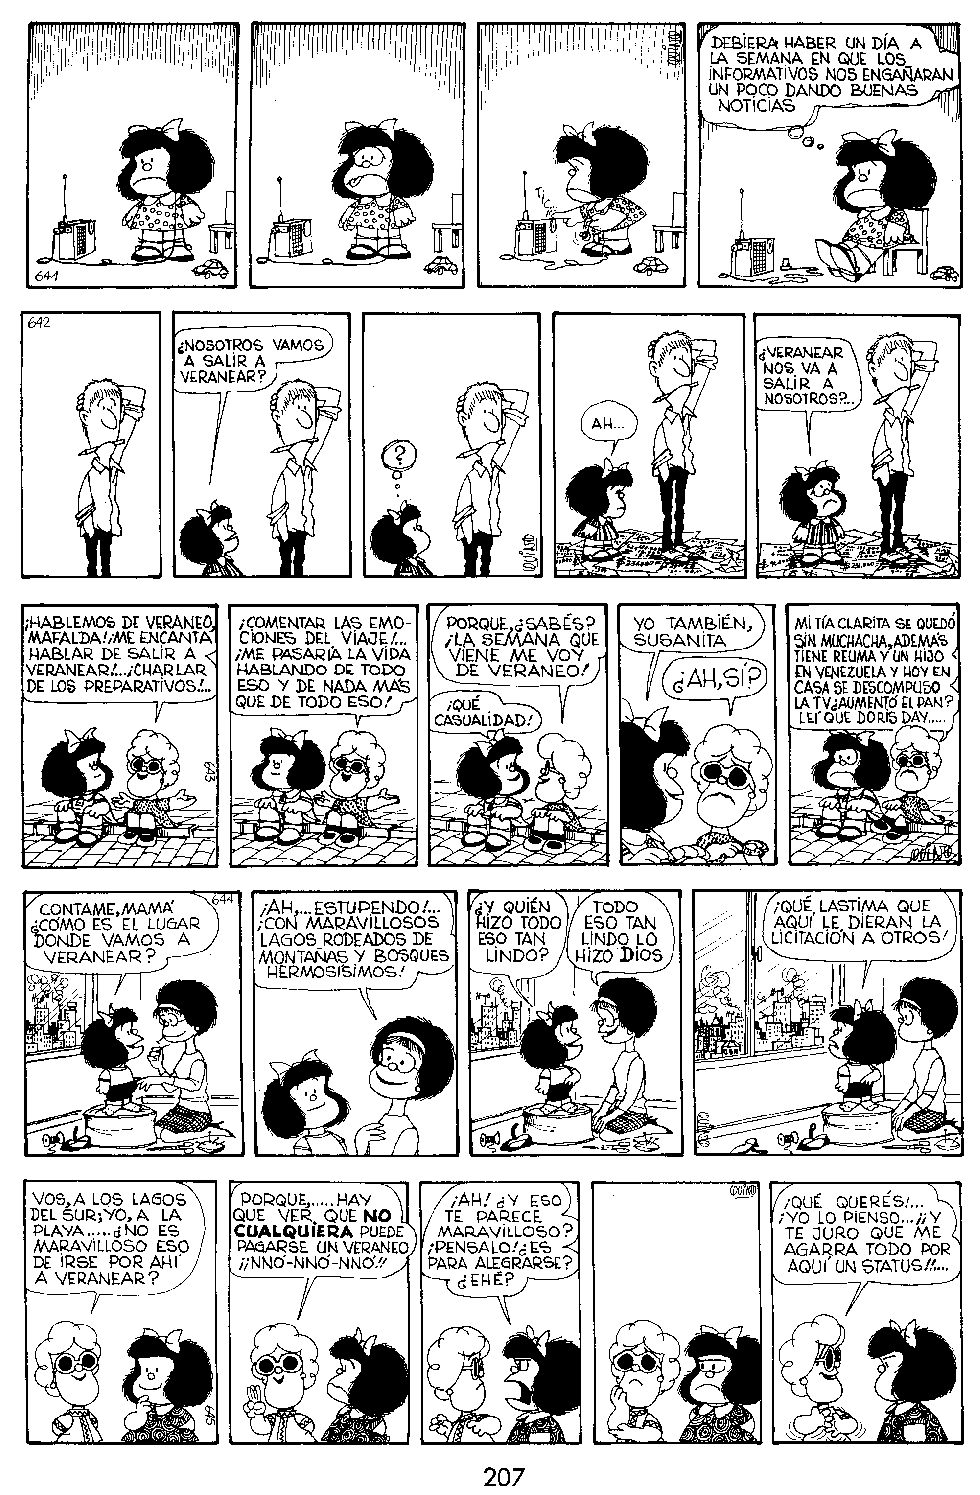 TIC
QUINO
DEBIERA HABER UN DÍA A
LA SEMANA EN QUE LOS
INFORMATIVOS NOS ENGAÑARAN
UN POCO DANDO BUENAS
NOTICIAS
641
642
¿NOSOTROS VAMOS
A SALIR A
VERANEAR?
?
QUINO
AH...
¿VERANEAR
NOS VA A
SALIR A
NOSOTROS?..
¡HABLEMOS DE VERANEO,
MAFALDA!¡ME ENCANTA
HABLAR DE SALIR A
VERANEAR!...¡CHARLAR
DE LOS PREPARATIVOS!...
643
¡COMENTAR LAS EMO-
CIONES DEL VIAJE!...
¡ME PASARÍA LA VIDA
HABLANDO DE TODO
ESO Y DE NADA MÁS
QUE DE TODO ESO!
PORQUE,¿SABÉS?
¡LA SEMANA QUE
VIENE ME VOY
DE VERANEO!
¡QUÉ
CASUALIDAD!
YO TAMBIÉN,
SUSANITA
¿AH,SÍ?
MI TÍA CLARITA SE QUEDÓ
SIN MUCHACHA, ADEMÁS
TIENE REUMA Y UN HIJO
EN VENEZUELA Y HOY EN
CASA SE DESCOMPUSO
LA TV¿AUMENTÓ EL PAN?
LEÍ QUE DORIS DAY.....
QUINO
CONTAME, MAMÁ
¿CÓMO ES EL LUGAR
DONDE VAMOS A
VERANEAR?
644
¡AH,...ESTUPENDO!...
¡CON MARAVILLOSOS
LAGOS RODEADOS DE
MONTAÑAS Y BOSQUES
HERMOSÍSIMOS!
¿Y QUIÉN
HIZO TODO
ESO TAN
LINDO?
TODO
ESO TAN
LINDO LO
HIZO DIOS
¡QUÉ LÁSTIMA QUE
AQUÍ LE DIERAN LA
LICITACIÓN A OTROS!
QUINO
VOS, A LOS LAGOS
DEL SUR; YO, A LA
PLAYA.....¿NO ES
MARAVILLOSO ESO
DE IRSE POR AHÍ
A VERANEAR?
645
PORQUE,.....HAY
QUE VER QUE NO
CUALQUIERA PUEDE
PAGARSE UN VERANEO
¡¡NNÓ-NNO-NNO!!
¡AH! ¿Y ESO
TE PARECE
MARAVILLOSO?
¡PENSALO!¿ES
PARA ALEGRARSE?
¿EHÉ?
QUINO
¡QUÉ QUERÉS!...
¡YO LO PIENSO...¡¡Y
TE JURO QUE ME
AGARRA TODO POR
AQUÍ UN STATUS!!...
207